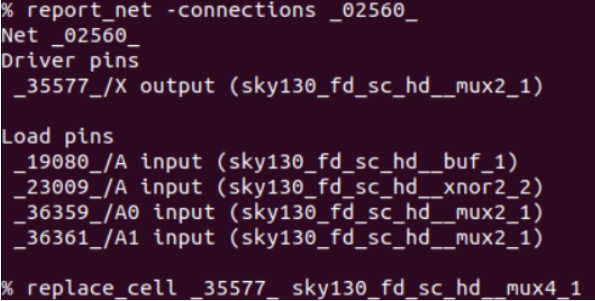 % report_net -connections _02560_
Net _02560_
Driver pins
_35577_/X output (sky130_fd_sc_hd__mux2_1)
Load pins
_19080_/A input (sky130_fd_sc_hd__buf_1)
_23009_/A input (sky130_fd_sc_hd__xnor2_2)
_36359_/A0 input (sky130_fd_sc_hd__mux2_1)
_36361_/A1 input (sky130_fd_sc_hd__mux2_1)
% replace_cell _35577_ sky130_fd_sc_hd__mux4_1